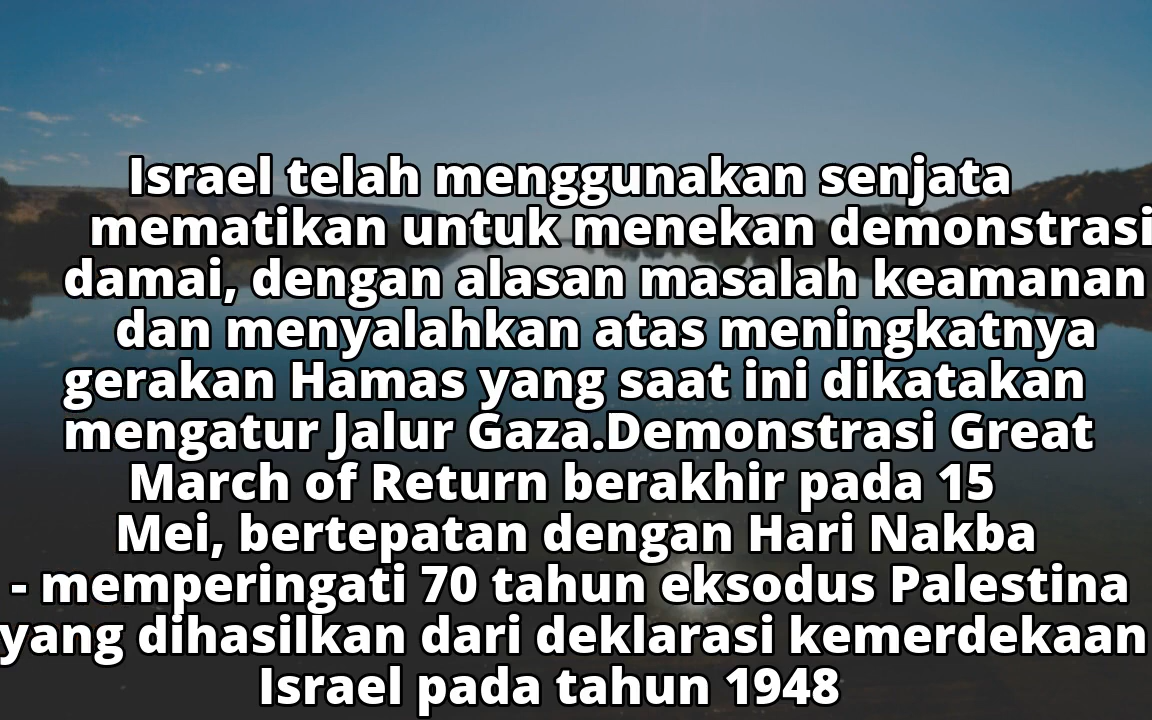 Israel telah menggunakan senjata
mematikan untuk menekan demonstrasi
damai, dengan alasan masalah keamanan
dan menyalahkan atas meningkatnya
gerakan Hamas yang saat ini dikatakan
mengatur Jalur Gaza.Demonstrasi Great
March of Return berakhir pada 15
Mei, bertepatan dengan Hari Nakba
- memperingati 70 tahun eksodus Palestina
yang dihasilkan dari deklarasi kemerdekaan
Israel pada tahun 1948